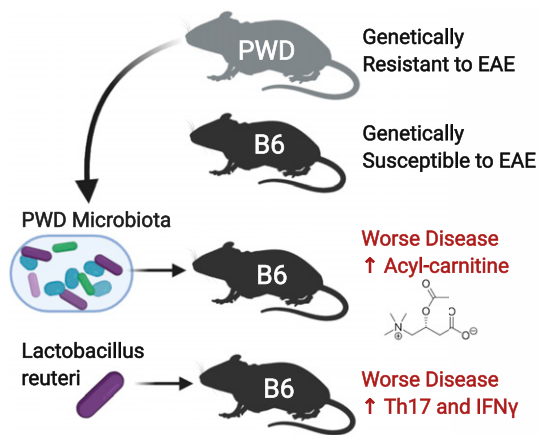 PWD
Genetically
Resistant to EAE
B6
Genetically
Susceptible to EAE
PWD Microbiota
B6
Worse Disease
↑ Acyl-carnitine
O
O
N
⊕
O⊖
Lactobacillus
reuteri
B6
Worse Disease
↑ Th17 and IFNγ